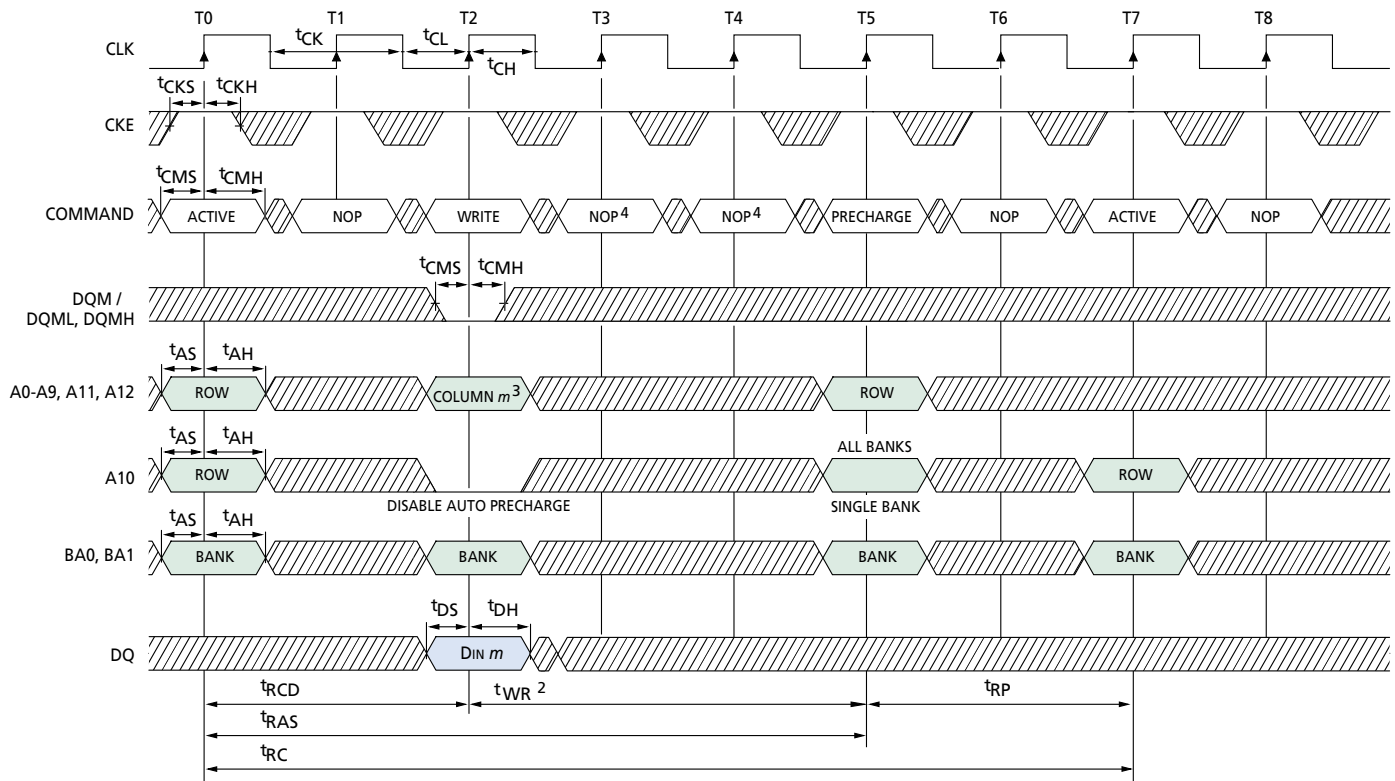 T0 T1 T2 T3 T4 T5 T6 T7 T8
CLK
tCK tCL
tCH
tCKS tCKH
CKE
tCMS tCMH
COMMAND ACTIVE NOP WRITE NOP4 NOP4 PRECHARGE NOP ACTIVE NOP
tCMS tCMH
DQM /
DQML, DQMH
tAS tAH
A0-A9, A11, A12 ROW COLUMN m3 ROW
tAS tAH ALL BANKS
A10 ROW ROW
DISABLE AUTO PRECHARGE SINGLE BANK
tAS tAH
BA0, BA1 BANK BANK BANK BANK
tDS tDH
DQ DIN m
tRCD tWR 2 tRP
tRAS
tRC